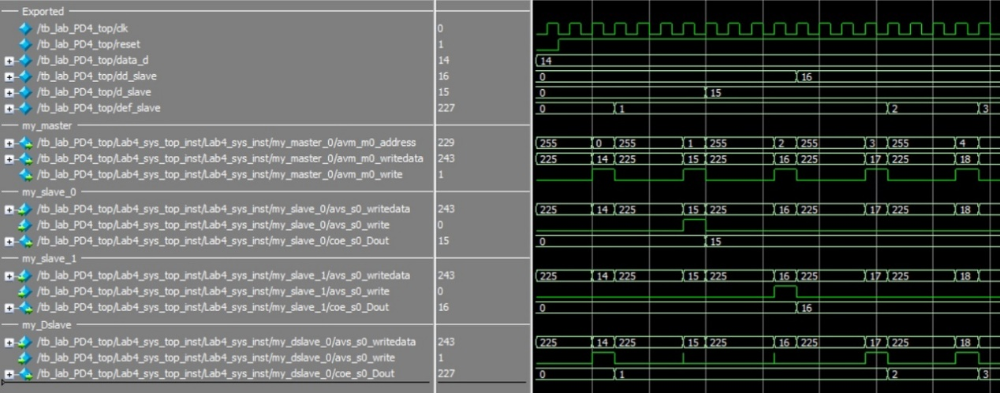 Exported
/tb_lab_PD4_top/clk 0
/tb_lab_PD4_top/reset 1
/tb_lab_PD4_top/data_d 14 14
/tb_lab_PD4_top/dd_slave 16 0 16
/tb_lab_PD4_top/d_slave 15 0 15
/tb_lab_PD4_top/def_slave 227 0 1 2 3
my_master
/tb_lab_PD4_top/Lab4_sys_top_inst/Lab4_sys_inst/my_master_0/avm_m0_address 229 255 0 255 1 255 2 255 3 255 4
/tb_lab_PD4_top/Lab4_sys_top_inst/Lab4_sys_inst/my_master_0/avm_m0_writedata 243 225 14 225 15 225 16 225 17 225 18
/tb_lab_PD4_top/Lab4_sys_top_inst/Lab4_sys_inst/my_master_0/avm_m0_write 1
my_slave_0
/tb_lab_PD4_top/Lab4_sys_top_inst/Lab4_sys_inst/my_slave_0/avs_s0_writedata 243 225 14 225 15 225 16 225 17 225 18
/tb_lab_PD4_top/Lab4_sys_top_inst/Lab4_sys_inst/my_slave_0/avs_s0_write 0
/tb_lab_PD4_top/Lab4_sys_top_inst/Lab4_sys_inst/my_slave_0/coe_s0_Dout 15 0 15
my_slave_1
/tb_lab_PD4_top/Lab4_sys_top_inst/Lab4_sys_inst/my_slave_1/avs_s0_writedata 243 225 14 225 15 225 16 225 17 225 18
/tb_lab_PD4_top/Lab4_sys_top_inst/Lab4_sys_inst/my_slave_1/avs_s0_write 0
/tb_lab_PD4_top/Lab4_sys_top_inst/Lab4_sys_inst/my_slave_1/coe_s0_Dout 16 0 16
my_Dslave
/tb_lab_PD4_top/Lab4_sys_top_inst/Lab4_sys_inst/my_dslave_0/avs_s0_writedata 243 225 14 225 15 225 16 225 17 225 18
/tb_lab_PD4_top/Lab4_sys_top_inst/Lab4_sys_inst/my_dslave_0/avs_s0_write 1
/tb_lab_PD4_top/Lab4_sys_top_inst/Lab4_sys_inst/my_dslave_0/coe_s0_Dout 227 0 1 2 3